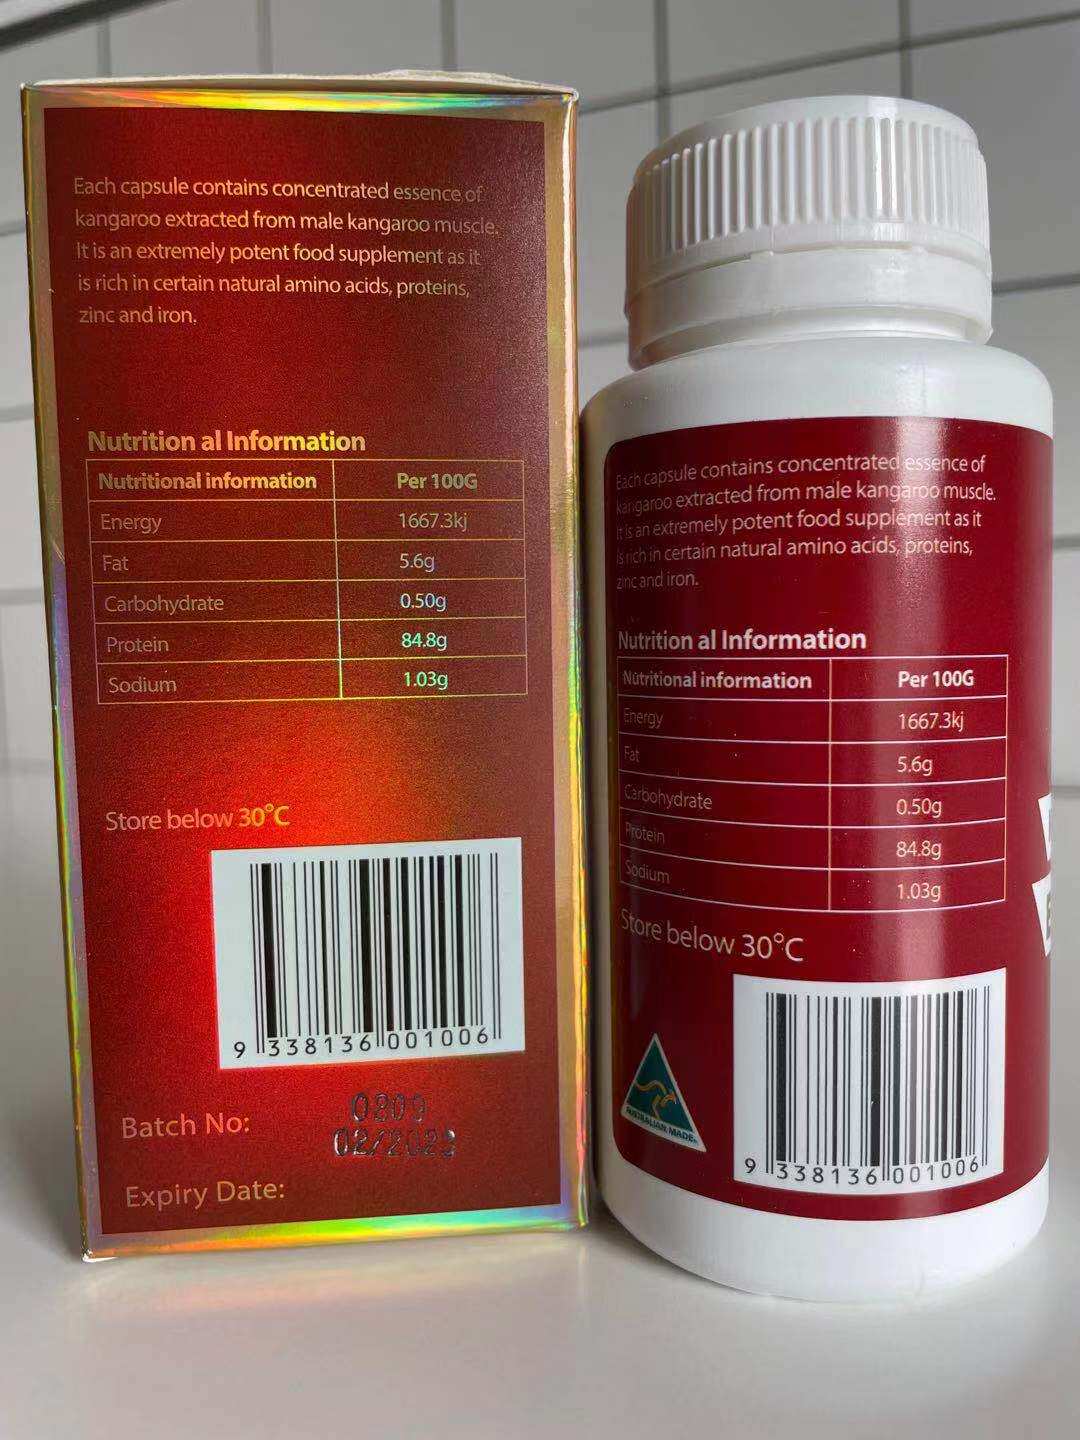 Each capsule contains concentrated essence of
kangaroo extracted from male kangaroo muscle.
It is an extremely potent food supplement as it
is rich in certain natural amino acids, proteins,
zinc and iron.
Nutrition al Information
Nutritional information Per 100G
Energy 1667.3kj
Fat 5.6g
Carbohydrate 0.50g
Protein 84.8g
Sodium 1.03g
Store below 30°C
9 338136 001006
Batch No: 0809
02/2022
Expiry Date:
Each capsule contains concentrated essence of
kangaroo extracted from male kangaroo muscle.
It is an extremely potent food supplement as it
is rich in certain natural amino acids, proteins,
zinc and iron.
Nutrition al Information
Nutritional information Per 100G
Energy 1667.3kj
Fat 5.6g
Carbohydrate 0.50g
Protein 84.8g
Sodium 1.03g
Store below 30°C
AUSTRALIAN MADE
9 338136 001006